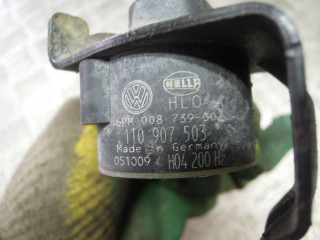 HELLA
HLO
6PM 008 739-00
1T0 907 503
Made in Germany
051009 H04 200 Hz